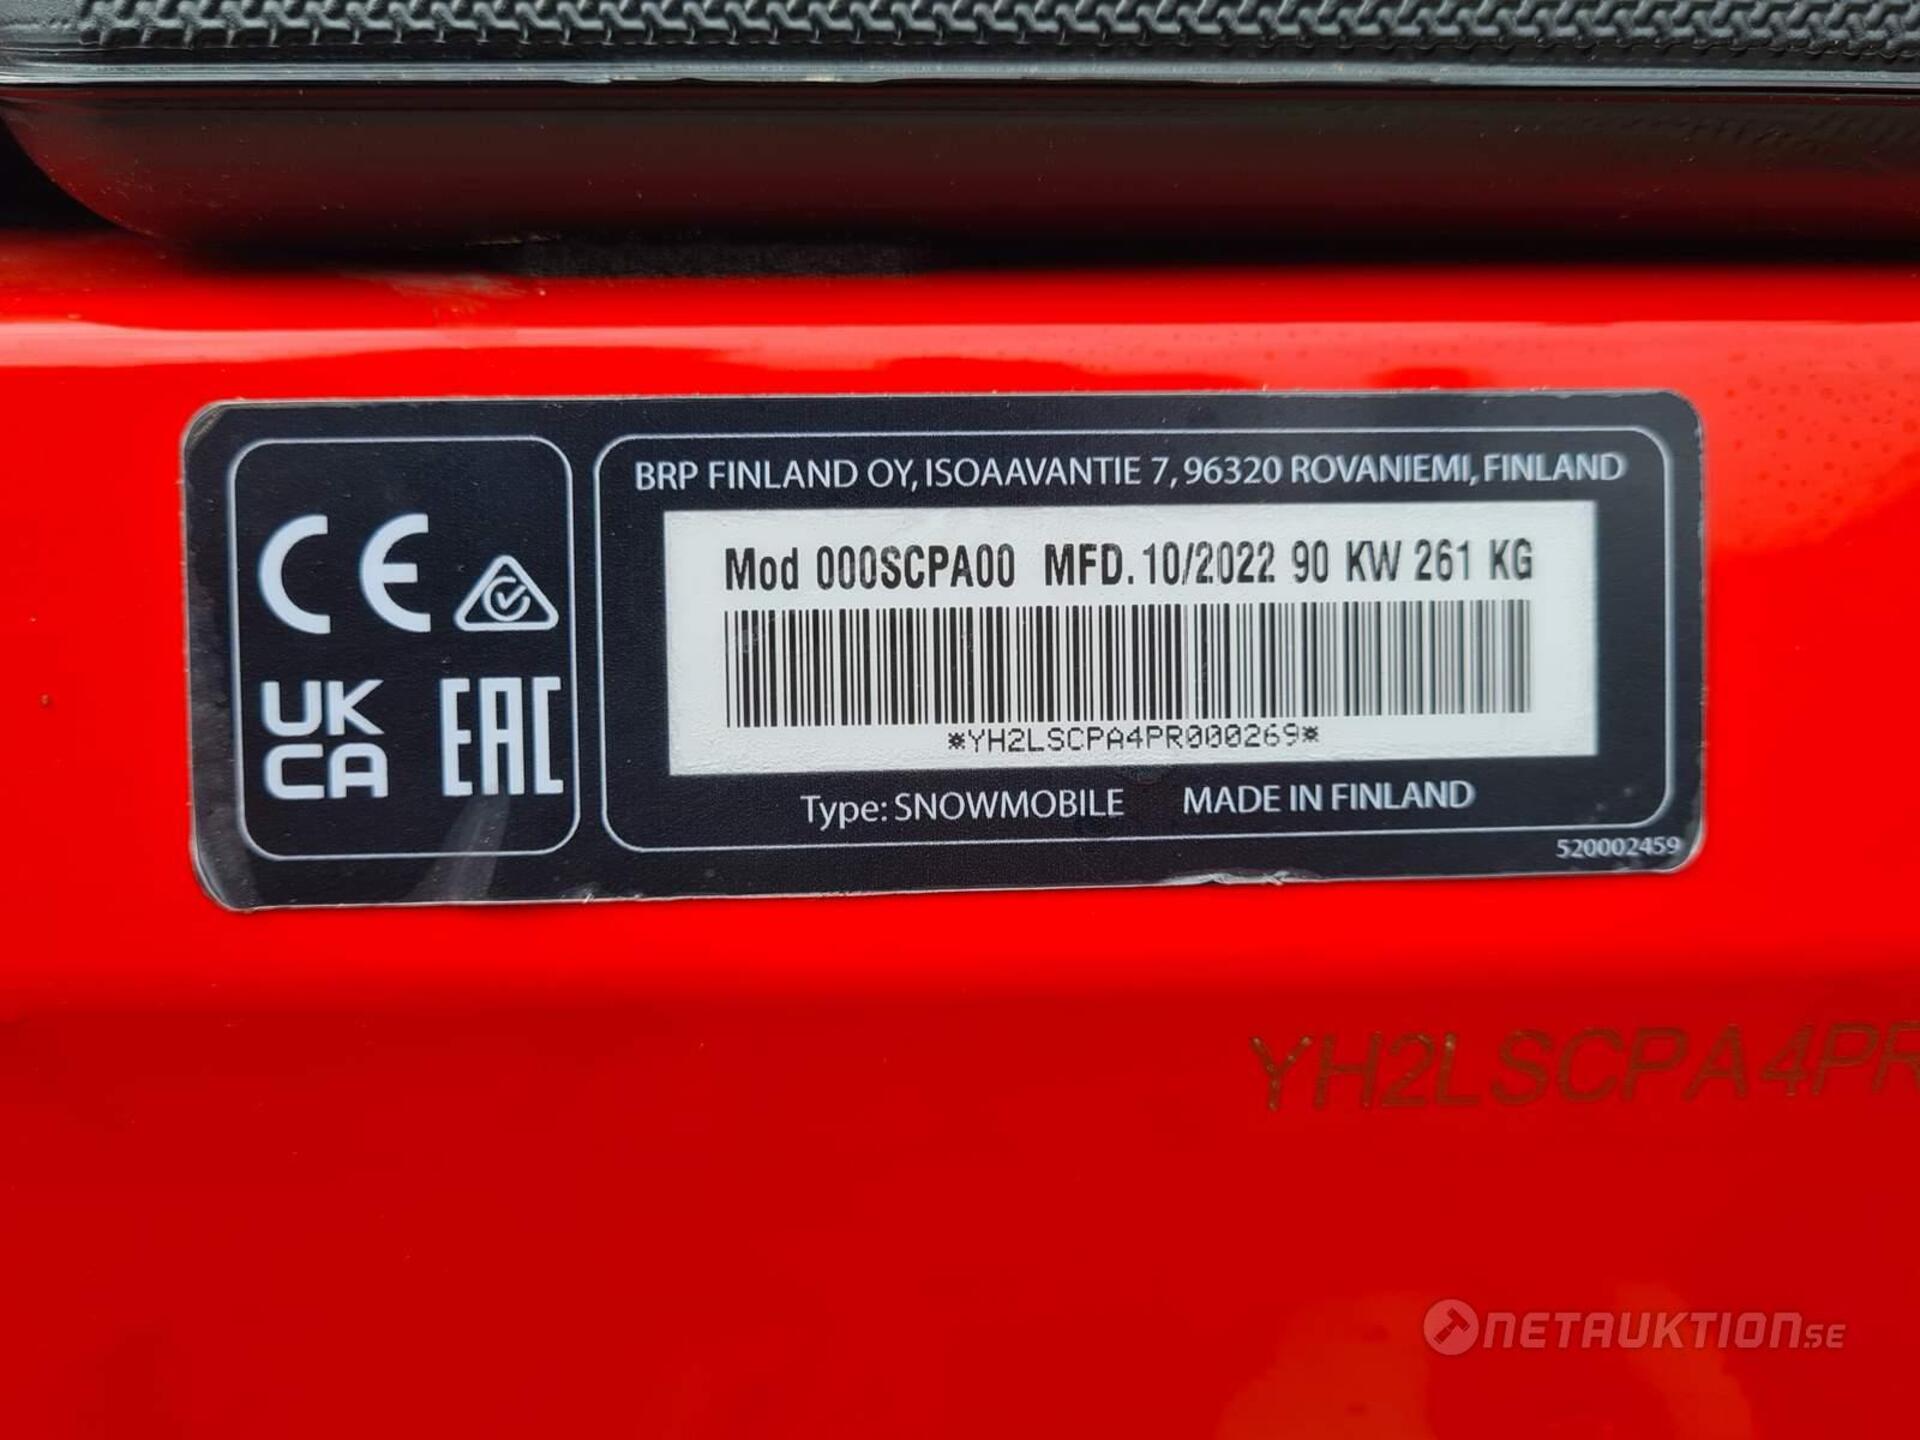 BRP FINLAND OY, ISOAAVANTIE 7, 96320 ROVANIEMI, FINLAND
CE
UK
CA
EAC
Mod 000SCPA00 MFD. 10/2022 90 KW 261 KG
*YH2LSCPA4PR000269*
Type: SNOWMOBILE MADE IN FINLAND
520002459
YH2LSCPA4PR
NETAUKTION.SE